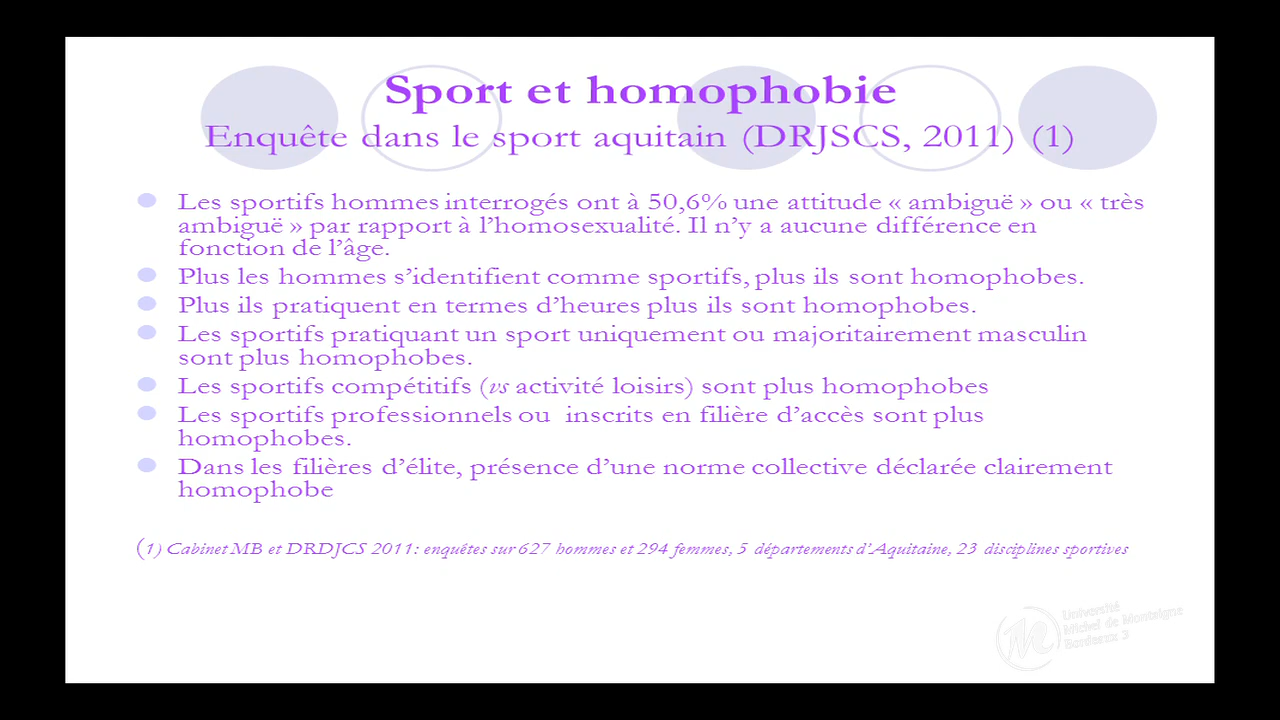 Sport et homophobie
Enquête dans le sport aquitain (DRJSCS, 2011) (1)
Les sportifs hommes interrogés ont à 50,6% une attitude « ambiguë » ou « très
ambiguë » par rapport à l'homosexualité. Il n'y a aucune différence en
fonction de l'âge.
Plus les hommes s'identifient comme sportifs, plus ils sont homophobes.
Plus ils pratiquent en termes d'heures plus ils sont homophobes.
Les sportifs pratiquant un sport uniquement ou majoritairement masculin
sont plus homophobes.
Les sportifs compétitifs (vs activité loisirs) sont plus homophobes
Les sportifs professionnels ou  inscrits en filière d'accès sont plus
homophobes.
Dans les filières d'élite, présence d'une norme collective déclarée clairement
homophobe
(1) Cabinet MB et DRDJCS 2011: enquêtes sur 627 hommes et 294 femmes, 5 départements d'Aquitaine, 23 disciplines sportives
Université
Michel de Montaigne
Bordeaux 3